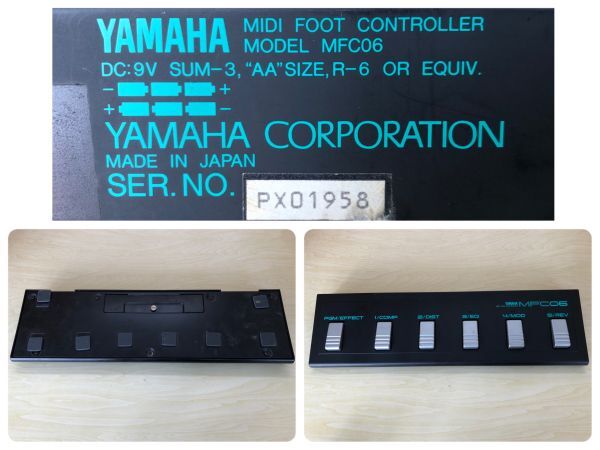 YAMAHA MIDI FOOT CONTROLLER
MODEL MFC06
DC:9V SUM-3, "AA" SIZE, R-6 OR EQUIV.
- +
+ -
YAMAHA CORPORATION
MADE IN JAPAN
SER. NO. PX01958
MFC06
PGM/EFFECT 1/COMP 2/DIST 3/EQ 4/MOD 5/REV